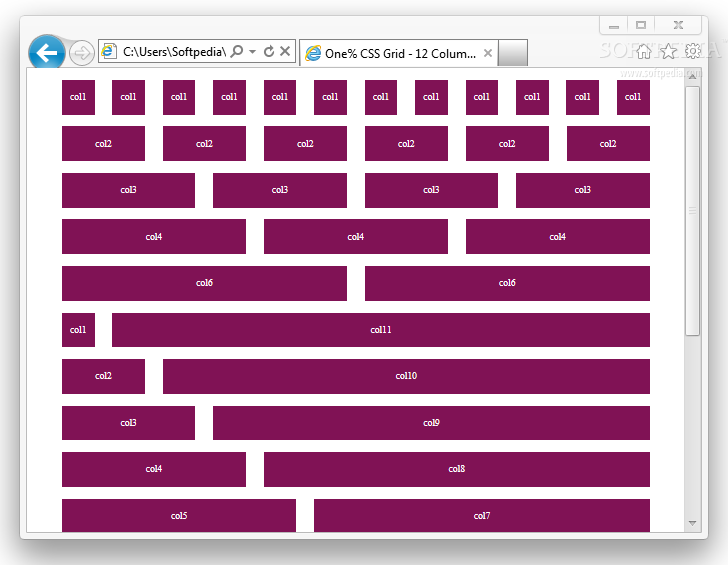 C:\Users\Softpedia\
One% CSS Grid - 12 Colum...
SOFTPEDIA
www.softpedia.com
col1 col1 col1 col1 col1 col1 col1 col1 col1 col1 col1 col1
col2 col2 col2 col2 col2 col2
col3 col3 col3 col3
col4 col4 col4
col6 col6
col1 col11
col2 col10
col3 col9
col4 col8
col5 col7